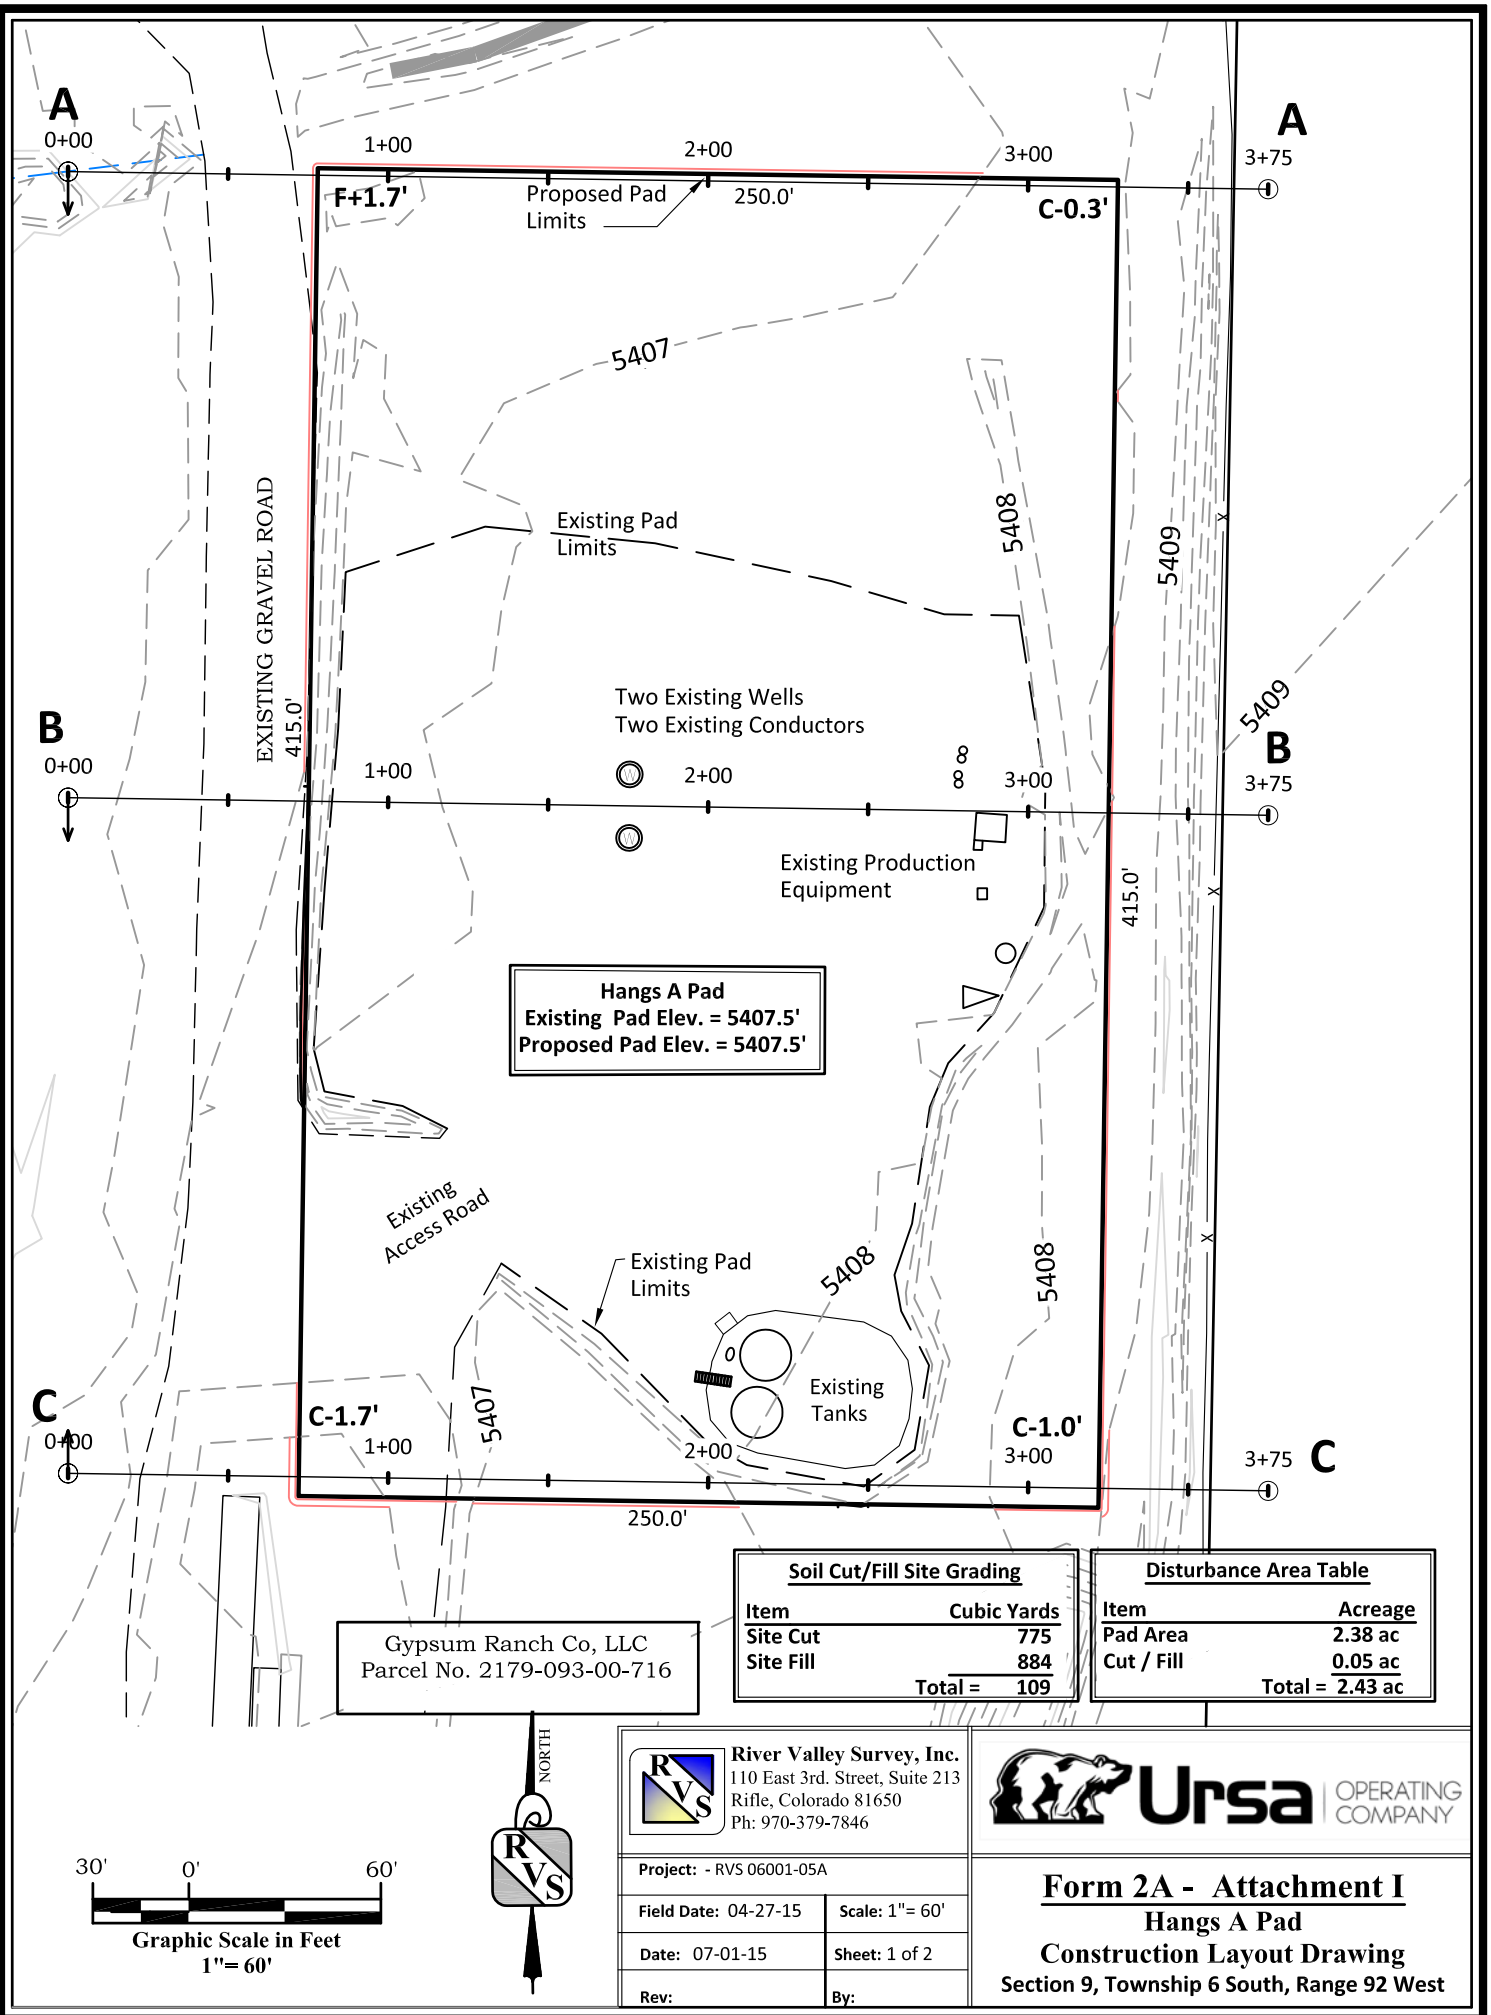 A
0+00
1+00
2+00
3+00
3+75
A
F+1.7'
Proposed Pad
Limits
250.0'
C-0.3'
5407
Existing Pad
Limits
5408
5409
EXISTING GRAVEL ROAD
415.0'
Two Existing Wells
Two Existing Conductors
5409
B
0+00
1+00
2+00
3+00
3+75
B
W
W
Existing Production
Equipment
415.0'
X
X
X
Hangs A Pad
Existing Pad Elev. = 5407.5'
Proposed Pad Elev. = 5407.5'
Existing
Access Road
Existing Pad
Limits
5408
5408
Existing
Tanks
5407
C
0+00
C-1.7'
1+00
2+00
C-1.0'
3+00
3+75
C
250.0'
Soil Cut/Fill Site Grading
Item Cubic Yards
Site Cut 775
Site Fill 884
Total = 109
Disturbance Area Table
Item Acreage
Pad Area 2.38 ac
Cut / Fill 0.05 ac
Total = 2.43 ac
Gypsum Ranch Co, LLC
Parcel No. 2179-093-00-716
NORTH
RVS
30' 0' 60'
Graphic Scale in Feet
1"= 60'
RVS
River Valley Survey, Inc.
110 East 3rd. Street, Suite 213
Rifle, Colorado 81650
Ph: 970-379-7846
Project: - RVS 06001-05A
Field Date: 04-27-15
Scale: 1"= 60'
Date: 07-01-15
Sheet: 1 of 2
Rev:
By:
Ursa
OPERATING
COMPANY
Form 2A - Attachment I
Hangs A Pad
Construction Layout Drawing
Section 9, Township 6 South, Range 92 West